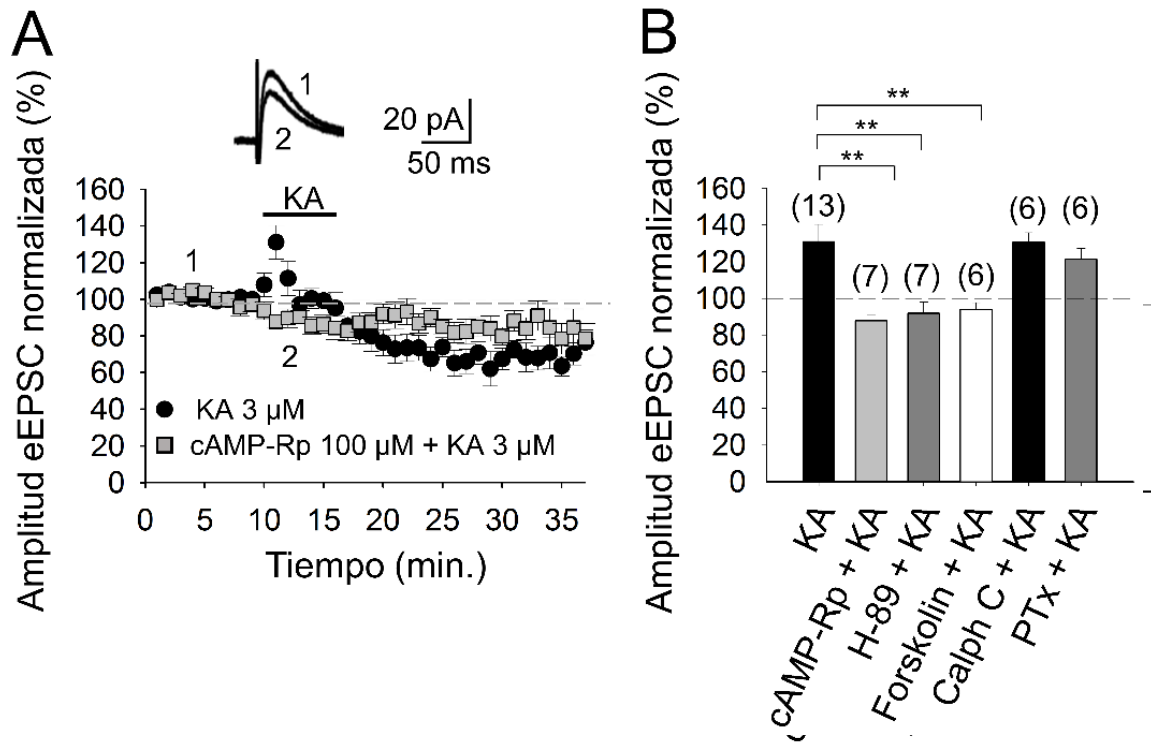 A
Amplitud eEPSC normalizada (%)
1
2
20 pA
50 ms
160
140
120
100
80
60
40
20
0
KA
1
2
KA 3 µM
cAMP-Rp 100 µM + KA 3 µM
0
5
10
15
20
25
30
35
Tiempo (min.)
B
Amplitud eEPSC normalizada (%)
**
**
**
160
140
120
100
80
60
40
20
0
(13)
(7)
(7)
(6)
(6)
(6)
KA
cAMP-Rp + KA
H-89 + KA
Forskolin + KA
Calph C + KA
PTx + KA